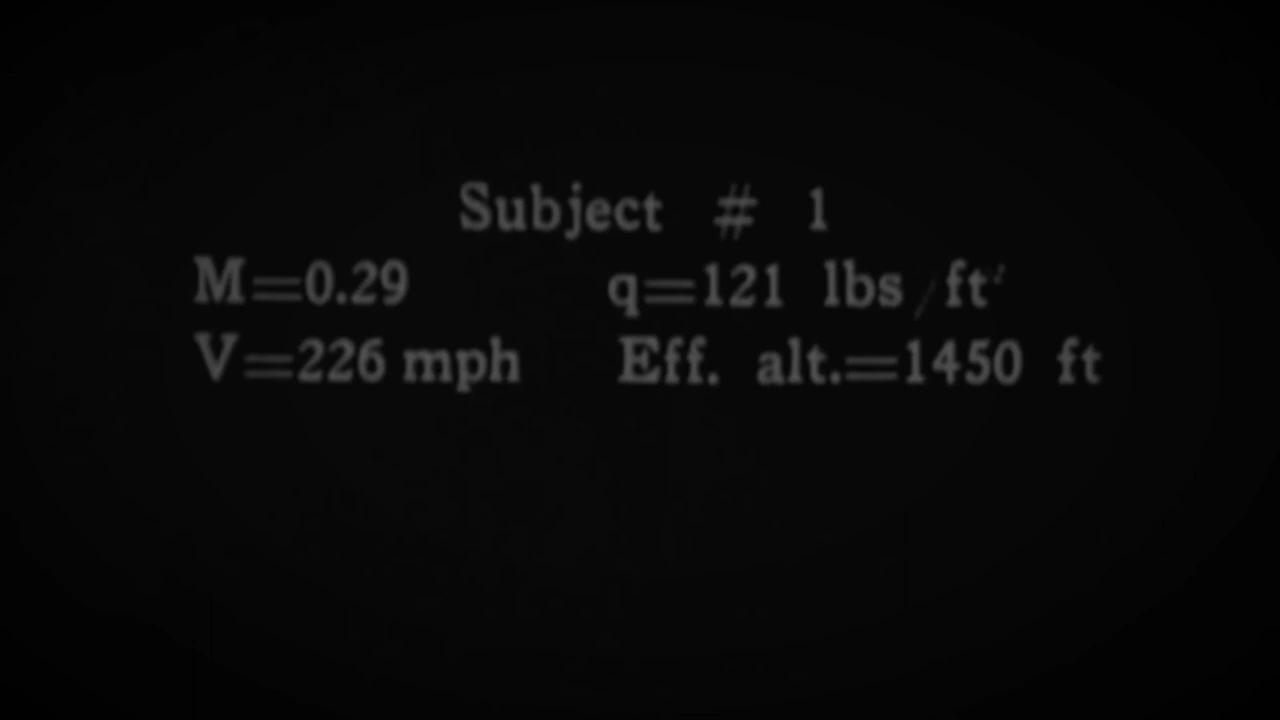 Subject # 1
M=0.29 q=121 lbs/ft²
V=226 mph Eff. alt.=1450 ft